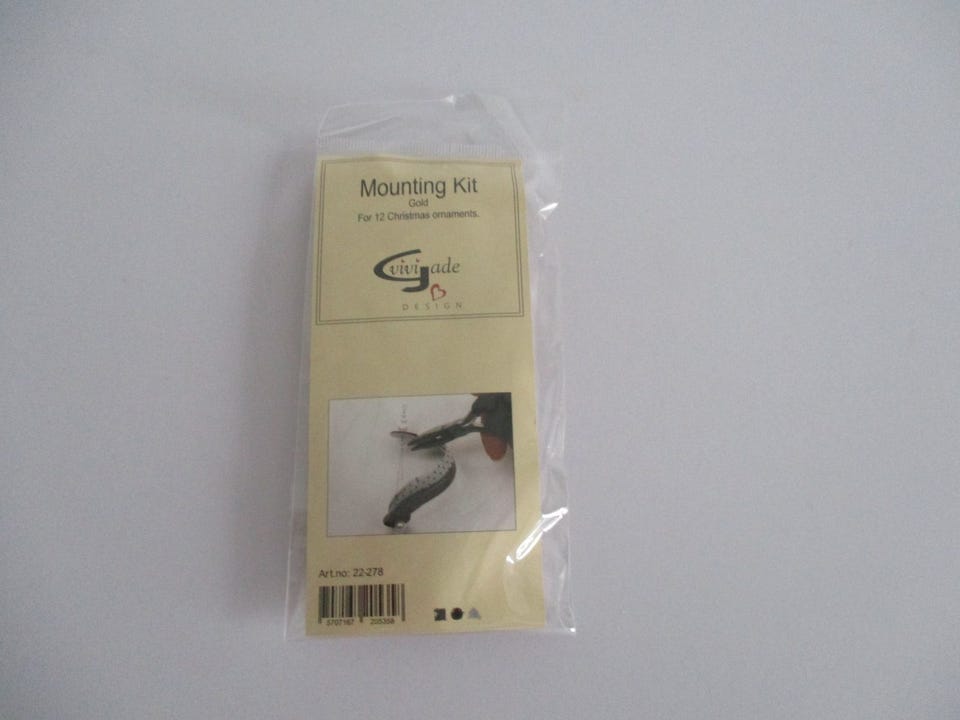 Mounting Kit
Gold
For 12 Christmas ornaments.
vivi Gade
DESIGN
Art.no: 22-278
5707167 205358